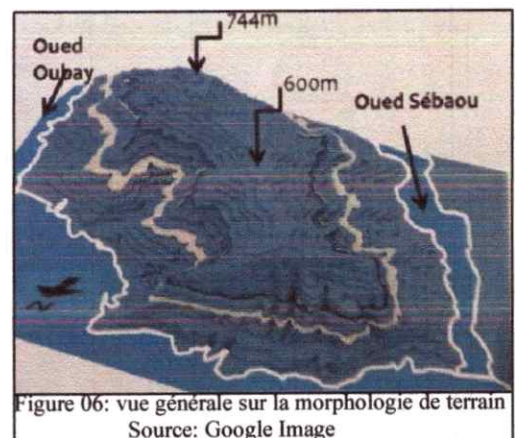 744m
Oued
Oubay
600m
Oued Sébaou
Figure 06: vue générale sur la morphologie de terrain
Source: Google Image